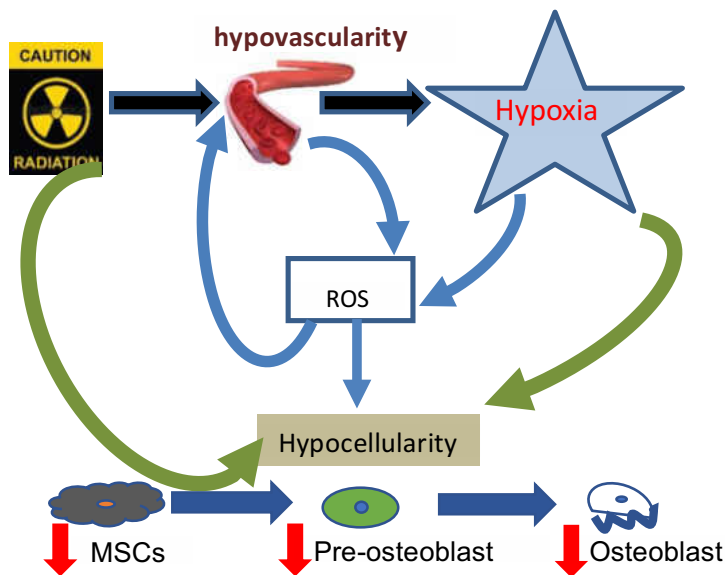 hypovascularity
CAUTION
RADIATION
Hypoxia
ROS
Hypocellularity
MSCs
Pre-osteoblast
Osteoblast